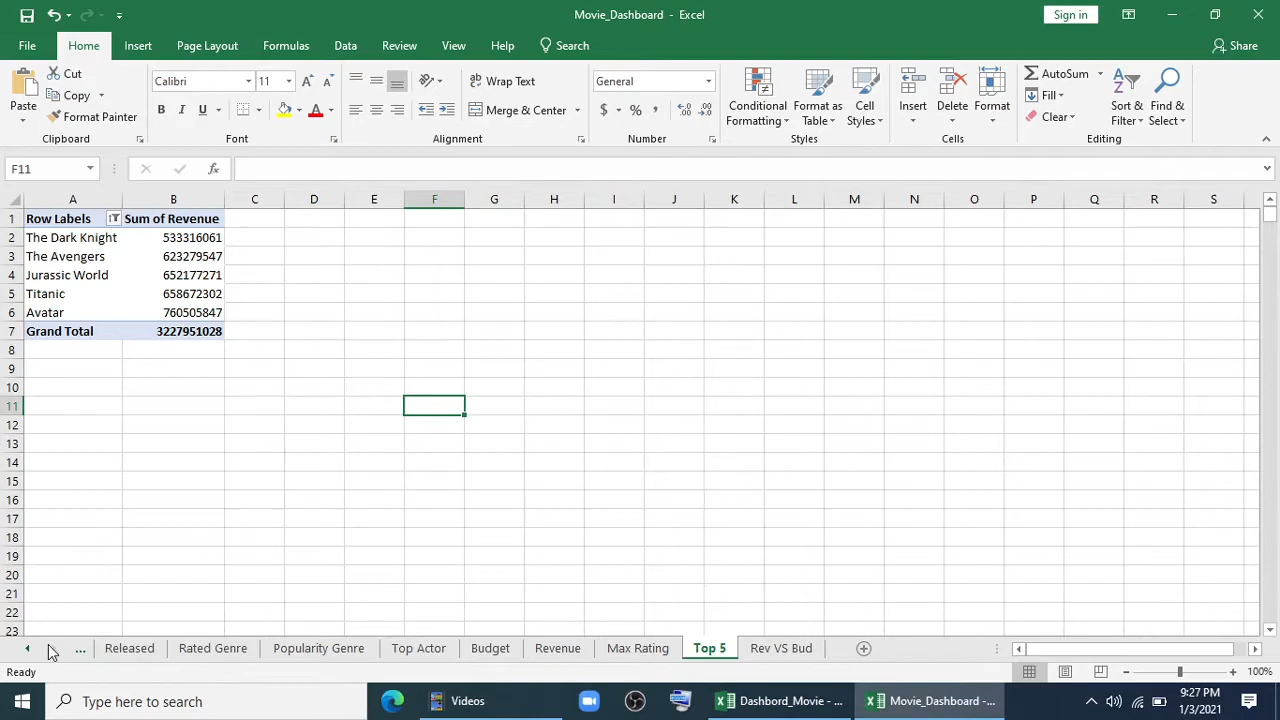 Movie_Dashboard - Excel
Sign in
File Home Insert Page Layout Formulas Data Review View Help Search Share
Paste
Cut
Copy
Format Painter
Clipboard
Calibri 11
B I U A
Font
Wrap Text
Merge & Center
Alignment
General
$ % ,
Number
Conditional Formatting
Format as Table
Cell Styles
Styles
Insert Delete Format
Cells
AutoSum
Fill
Clear
Sort & Filter
Find & Select
Editing
F11 fx
A B C D E F G H I J K L M N O P Q R S
1 Row Labels Sum of Revenue
2 The Dark Knight 533316061
3 The Avengers 623279547
4 Jurassic World 652177271
5 Titanic 658672302
6 Avatar 760505847
7 Grand Total 3227951028
8
9
10
11
12
13
14
15
16
17
18
19
20
21
22
23
... Released Rated Genre Popularity Genre Top Actor Budget Revenue Max Rating Top 5 Rev VS Bud
Ready 100%
Type here to search Videos Dashbord_Movie - ... Movie_Dashboard -... 9:27 PM
1/3/2021